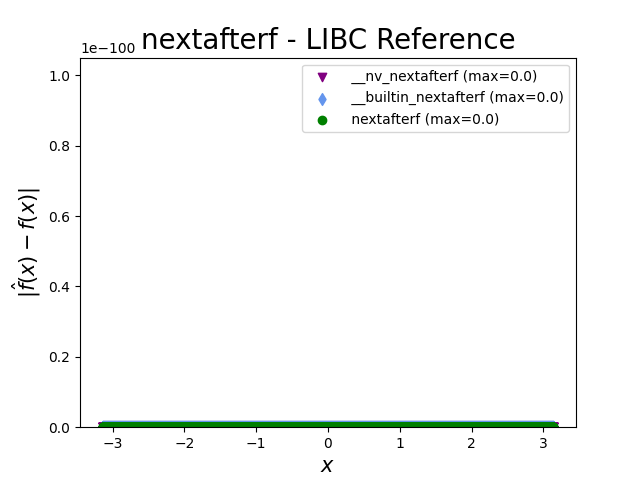 nextafterf - LIBC Reference
1e−100
__nv_nextafterf (max=0.0)
__builtin_nextafterf (max=0.0)
nextafterf (max=0.0)
1.0
0.8
0.6
0.4
0.2
0.0
|f̂(x) − f(x)|
−3 −2 −1 0 1 2 3
x